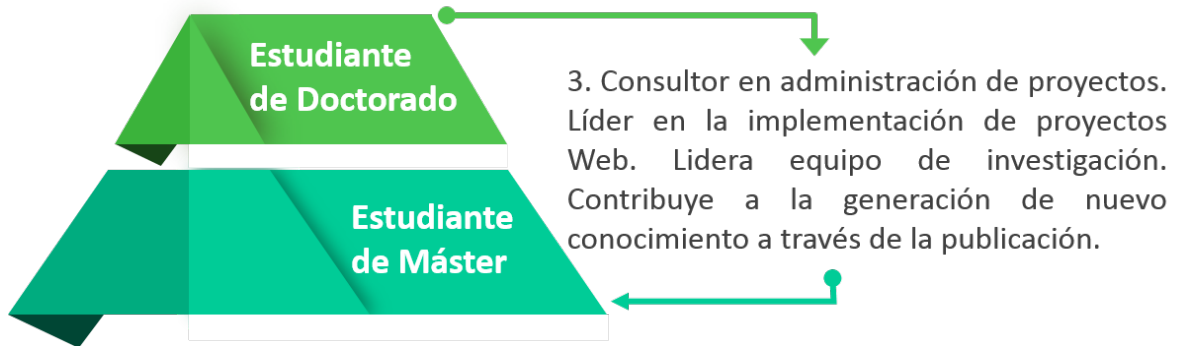 Estudiante
de Doctorado
3. Consultor en administración de proyectos.
Líder en la implementación de proyectos
Web. Lidera equipo de investigación.
Contribuye a la generación de nuevo
conocimiento a través de la publicación.
Estudiante
de Máster